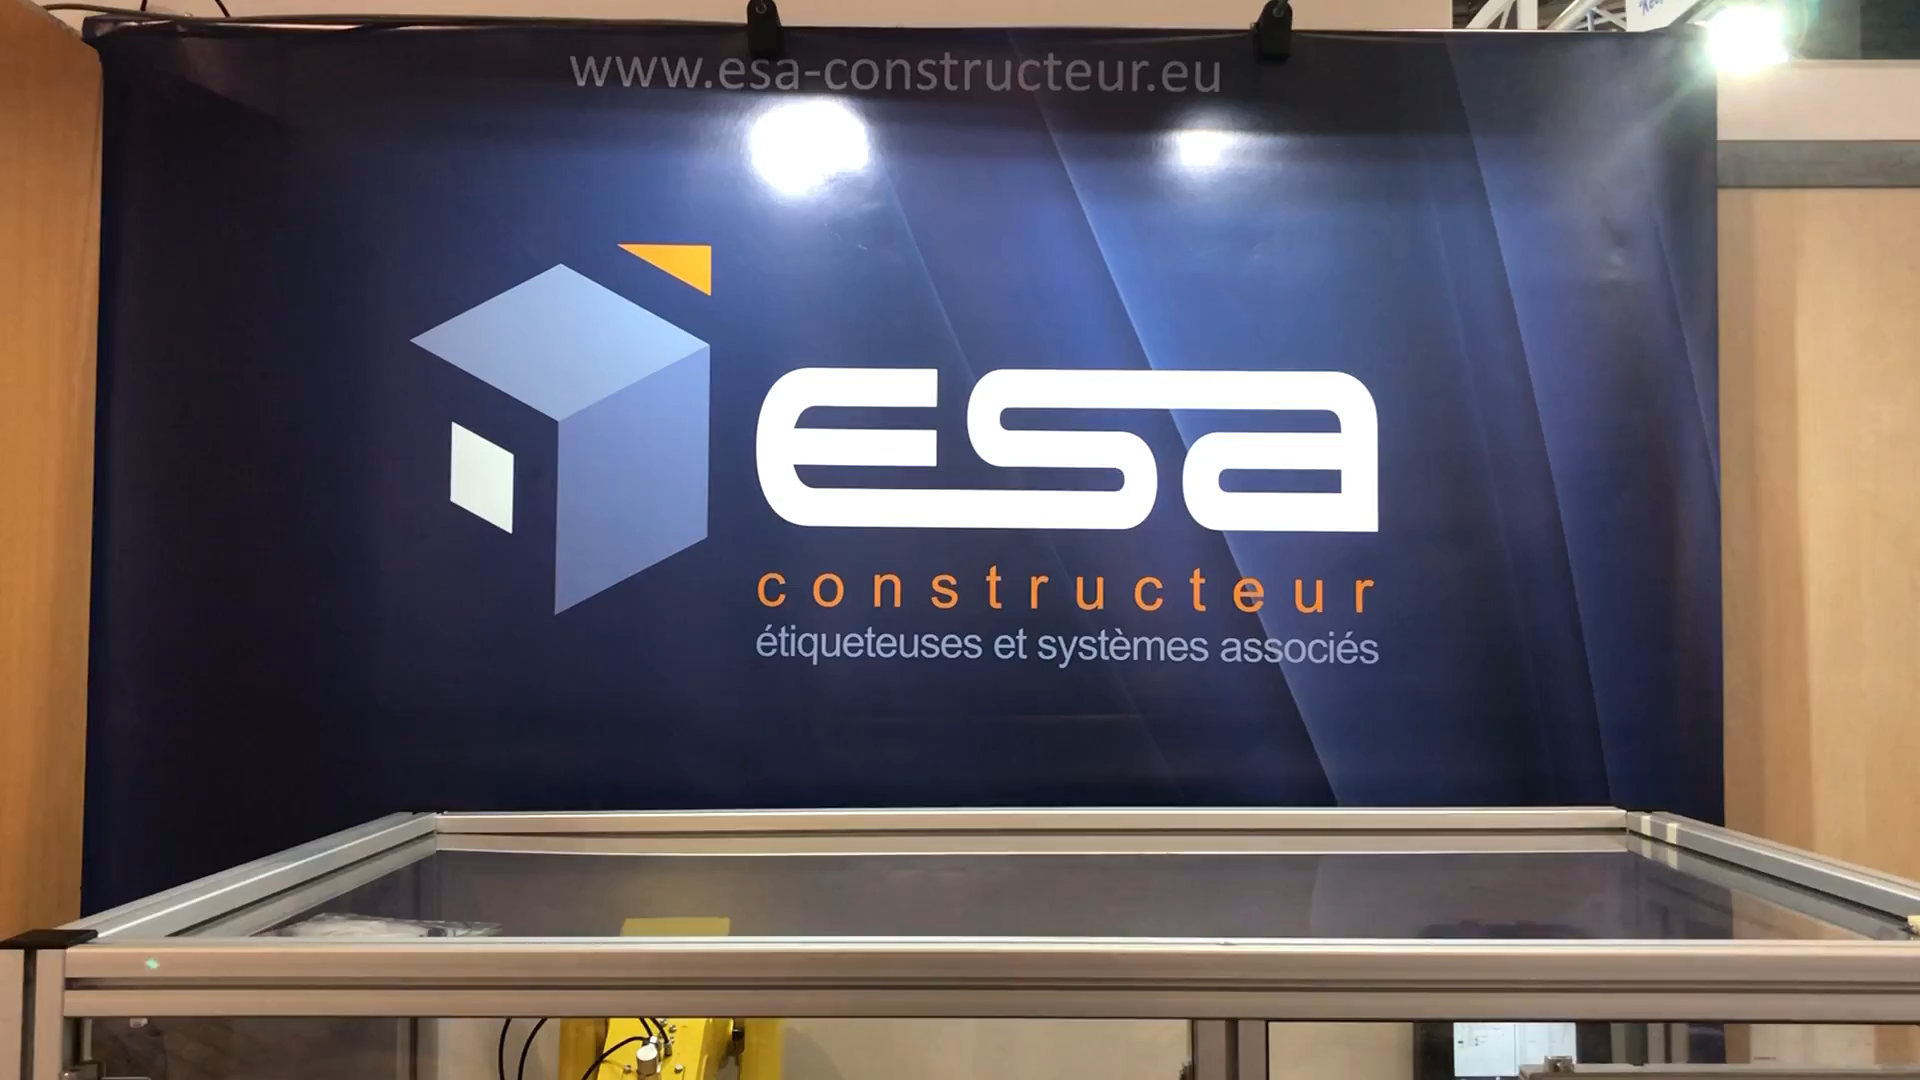 www.esa-constructeur.eu
esa
constructeur
étiqueteuses et systèmes associés